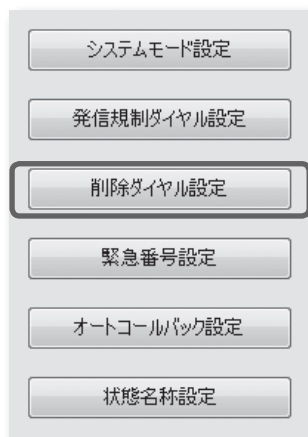 システムモード設定
発信規制ダイヤル設定
削除ダイヤル設定
緊急番号設定
オートコールバック設定
状態名称設定